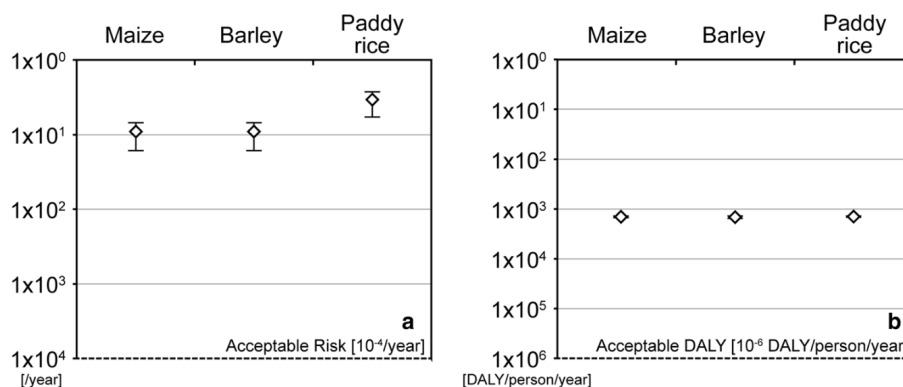 Maize Barley Paddy rice
1x10⁰
1x10¹
1x10²
1x10³
1x10⁴
[/year]
a
Acceptable Risk [10⁻⁴/year]
Maize Barley Paddy rice
1x10⁰
1x10¹
1x10²
1x10³
1x10⁴
1x10⁵
1x10⁶
[DALY/person/year]
b
Acceptable DALY [10⁻⁶ DALY/person/year